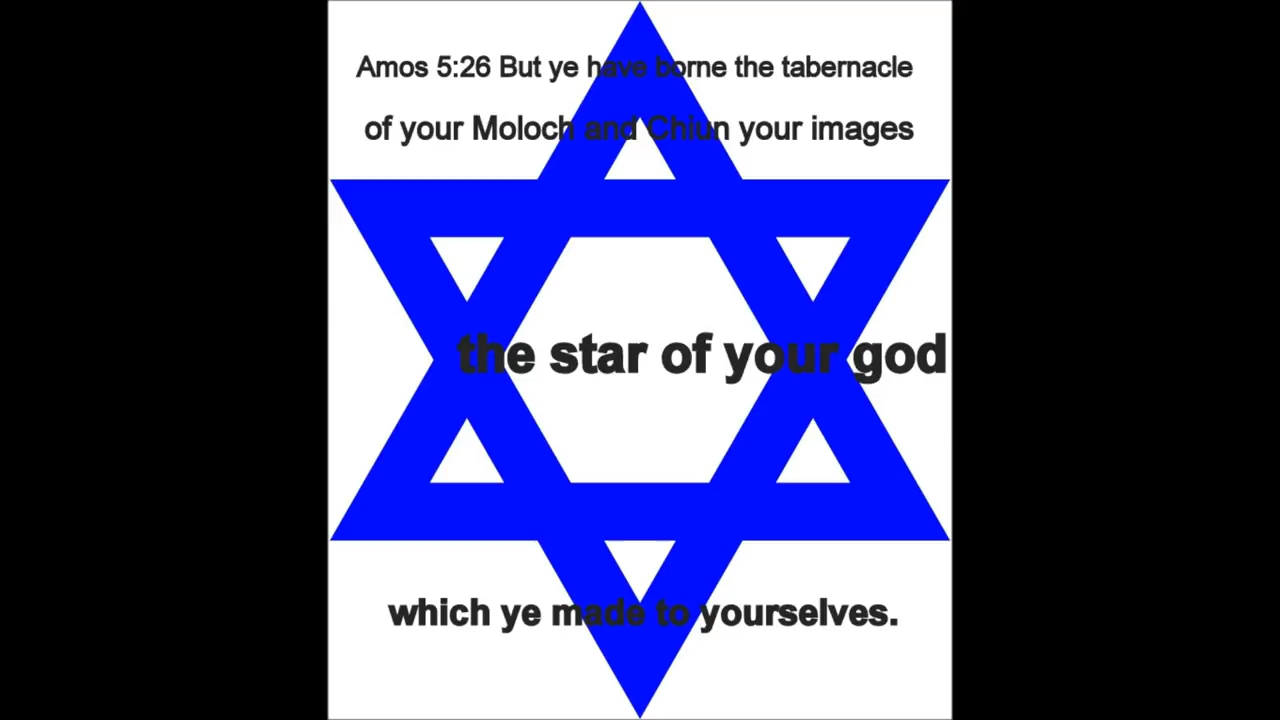 Amos 5:26 But ye have borne the tabernacle
of your Moloch and Chiun your images
the star of your god
which ye made to yourselves.